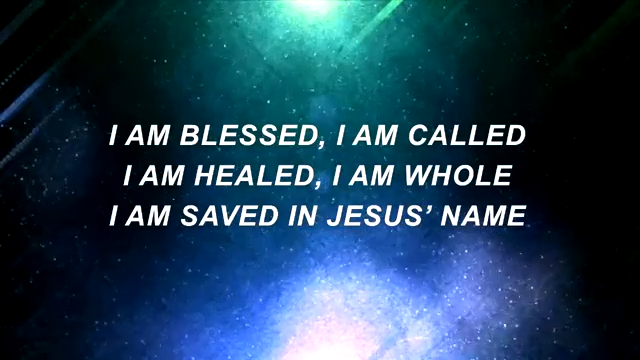 I AM BLESSED, I AM CALLED
I AM HEALED, I AM WHOLE
I AM SAVED IN JESUS’ NAME